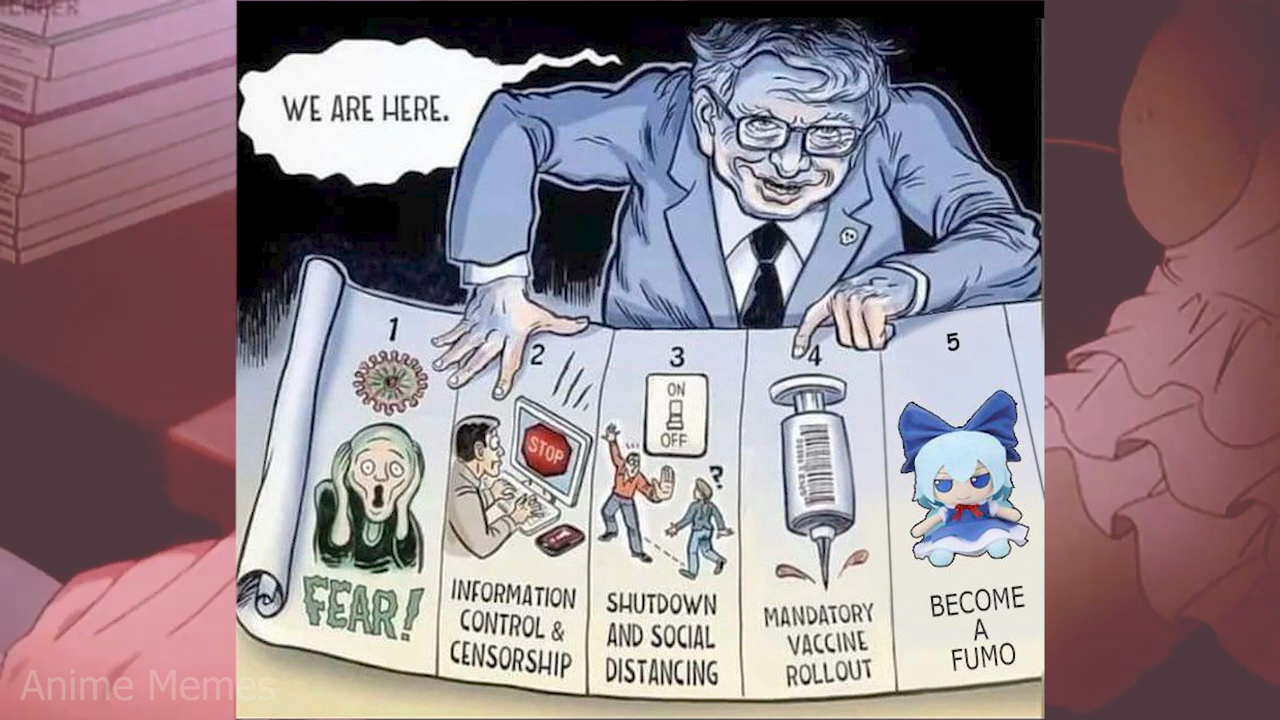 WE ARE HERE.
1
2
3
4
5
ON
OFF
STOP
FEAR!
INFORMATION
CONTROL &
CENSORSHIP
SHUTDOWN
AND SOCIAL
DISTANCING
MANDATORY
VACCINE
ROLLOUT
BECOME
A
FUMO
Anime Memes